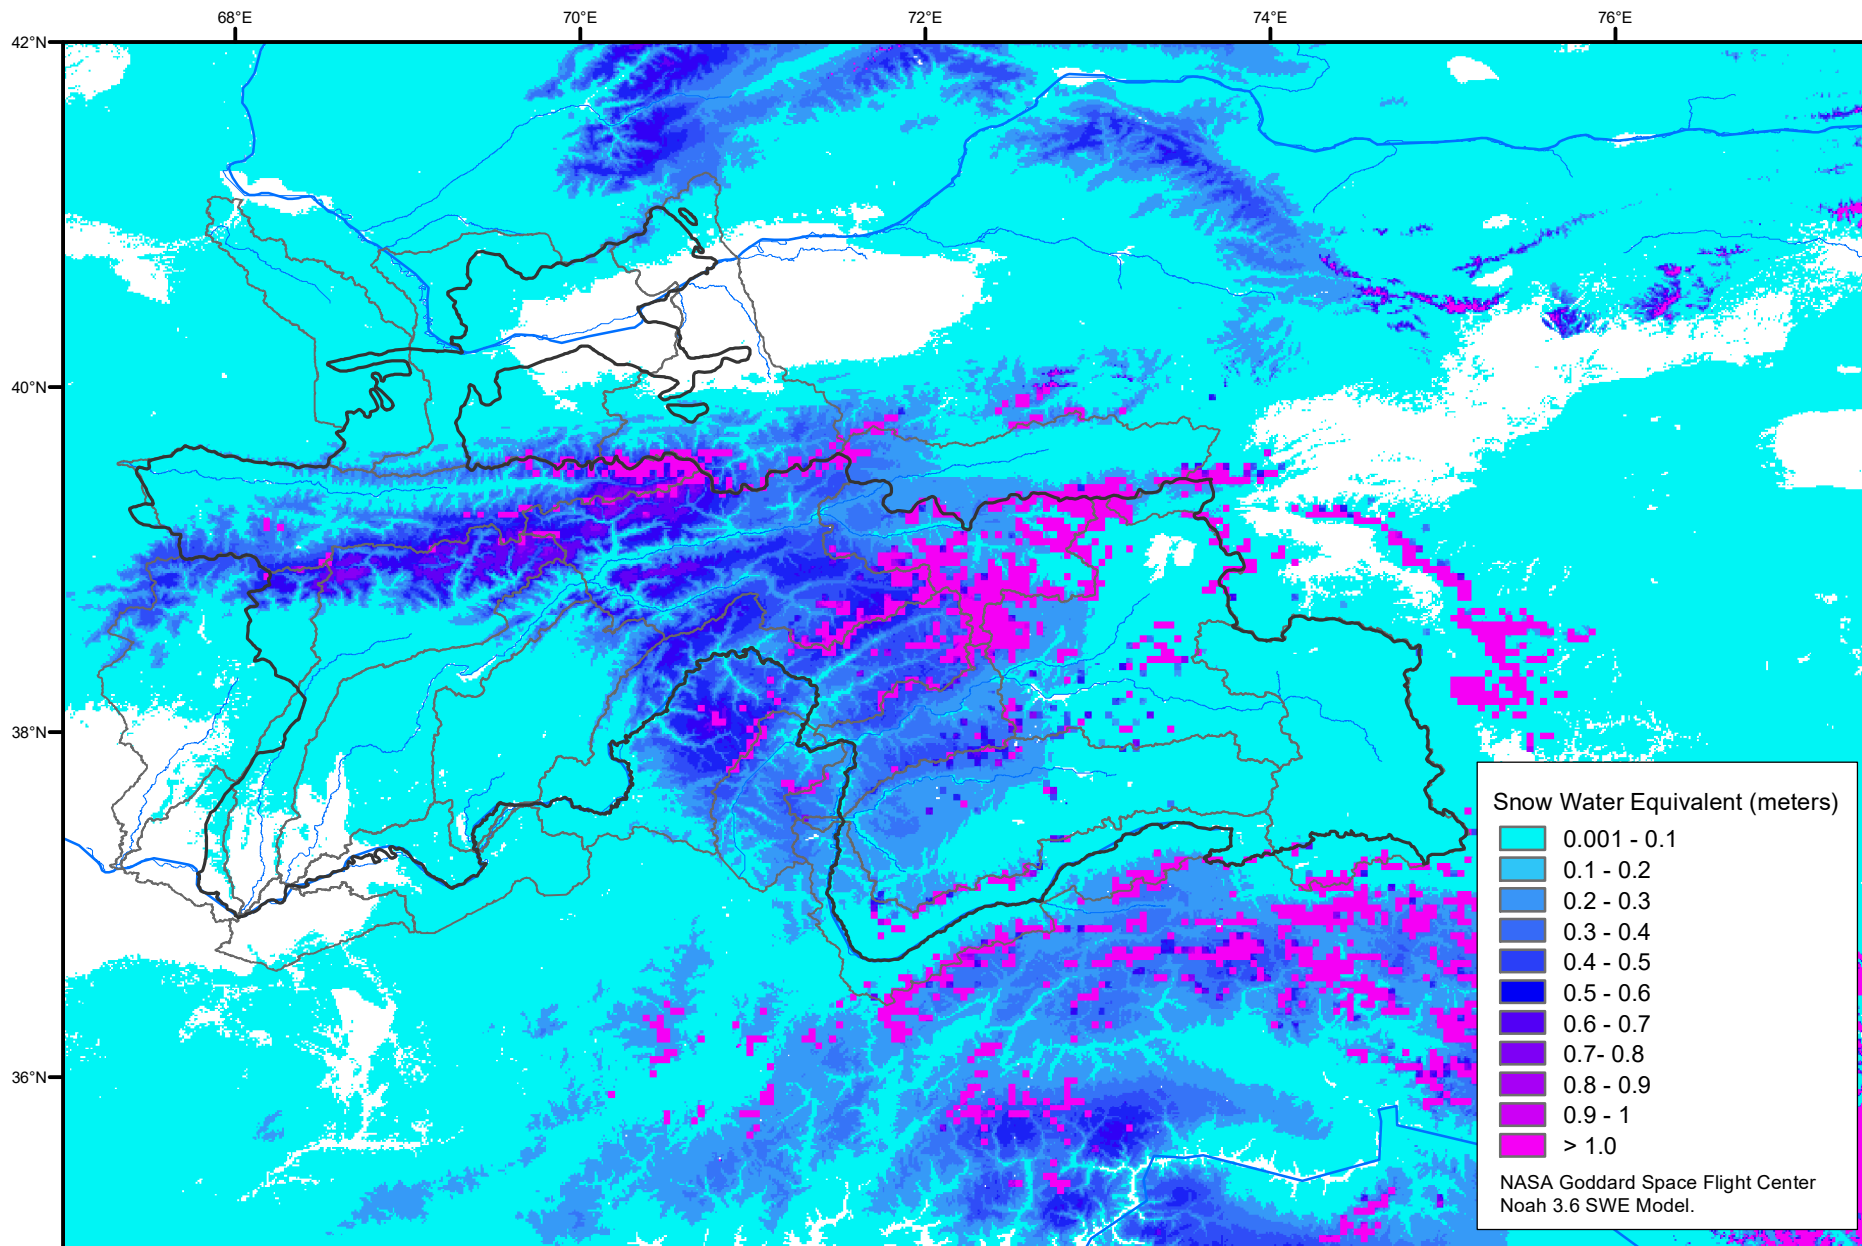 68°E
70°E
72°E
74°E
76°E
42°N
40°N
38°N
36°N
Snow Water Equivalent (meters)
0.001 - 0.1
0.1 - 0.2
0.2 - 0.3
0.3 - 0.4
0.4 - 0.5
0.5 - 0.6
0.6 - 0.7
0.7- 0.8
0.8 - 0.9
0.9 - 1
> 1.0
NASA Goddard Space Flight Center
Noah 3.6 SWE Model.